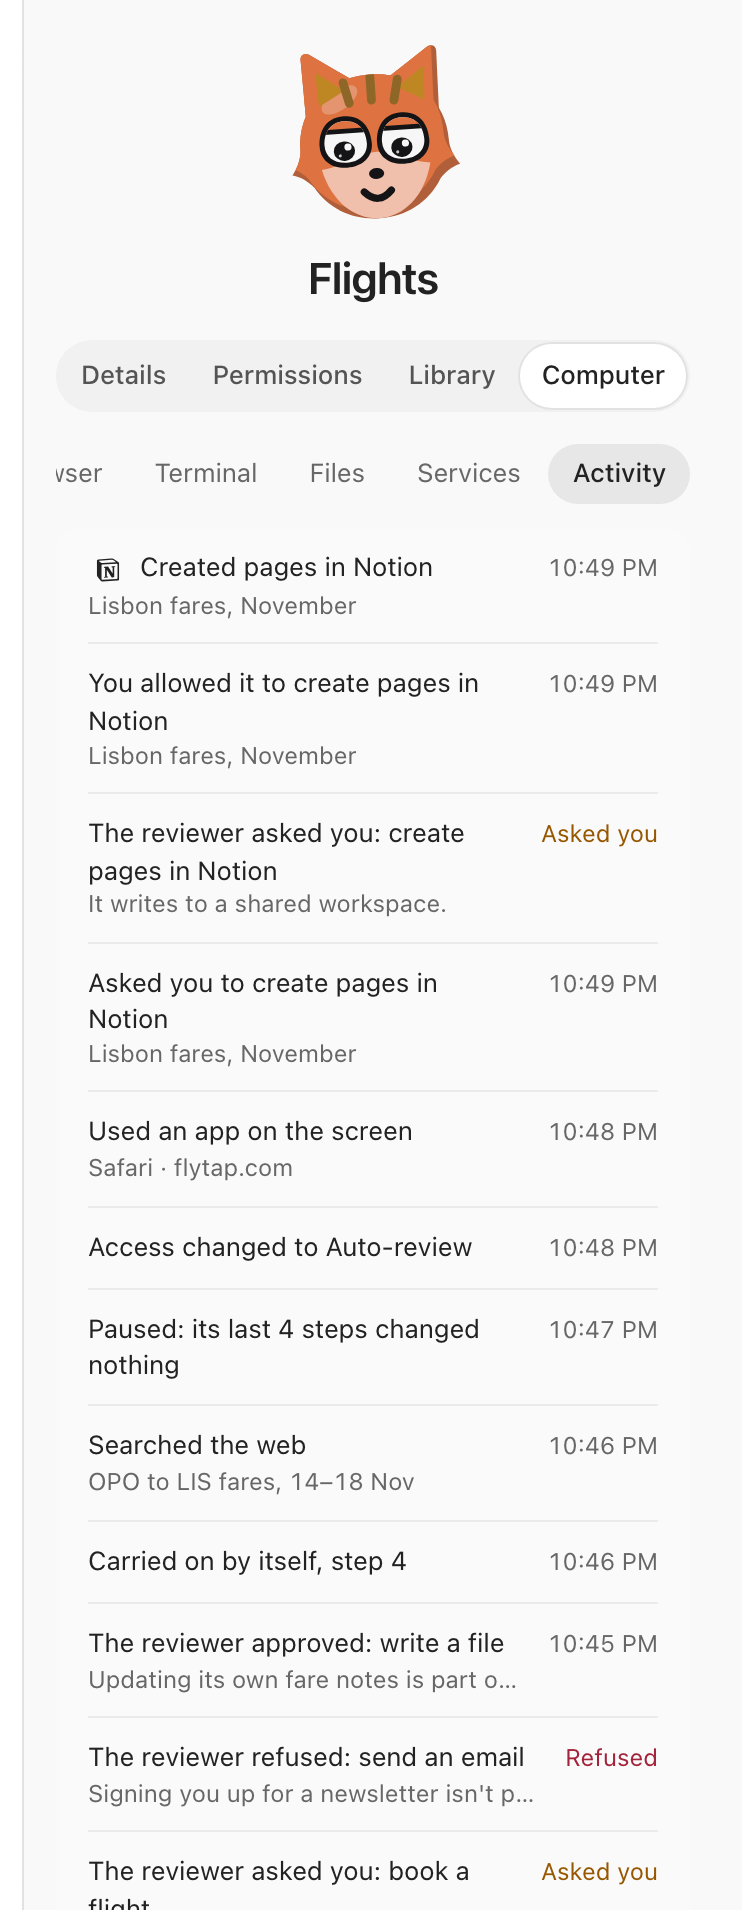 Flights
Details Permissions Library Computer
wser Terminal Files Services Activity
Created pages in Notion 10:49 PM
Lisbon fares, November
You allowed it to create pages in 10:49 PM
Notion
Lisbon fares, November
The reviewer asked you: create Asked you
pages in Notion
It writes to a shared workspace.
Asked you to create pages in 10:49 PM
Notion
Lisbon fares, November
Used an app on the screen 10:48 PM
Safari · flytap.com
Access changed to Auto-review 10:48 PM
Paused: its last 4 steps changed 10:47 PM
nothing
Searched the web 10:46 PM
OPO to LIS fares, 14–18 Nov
Carried on by itself, step 4 10:46 PM
The reviewer approved: write a file 10:45 PM
Updating its own fare notes is part o...
The reviewer refused: send an email Refused
Signing you up for a newsletter isn't p...
The reviewer asked you: book a Asked you
flight